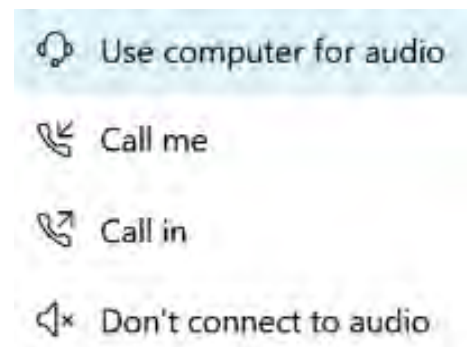 Use computer for audio
Call me
Call in
Don't connect to audio